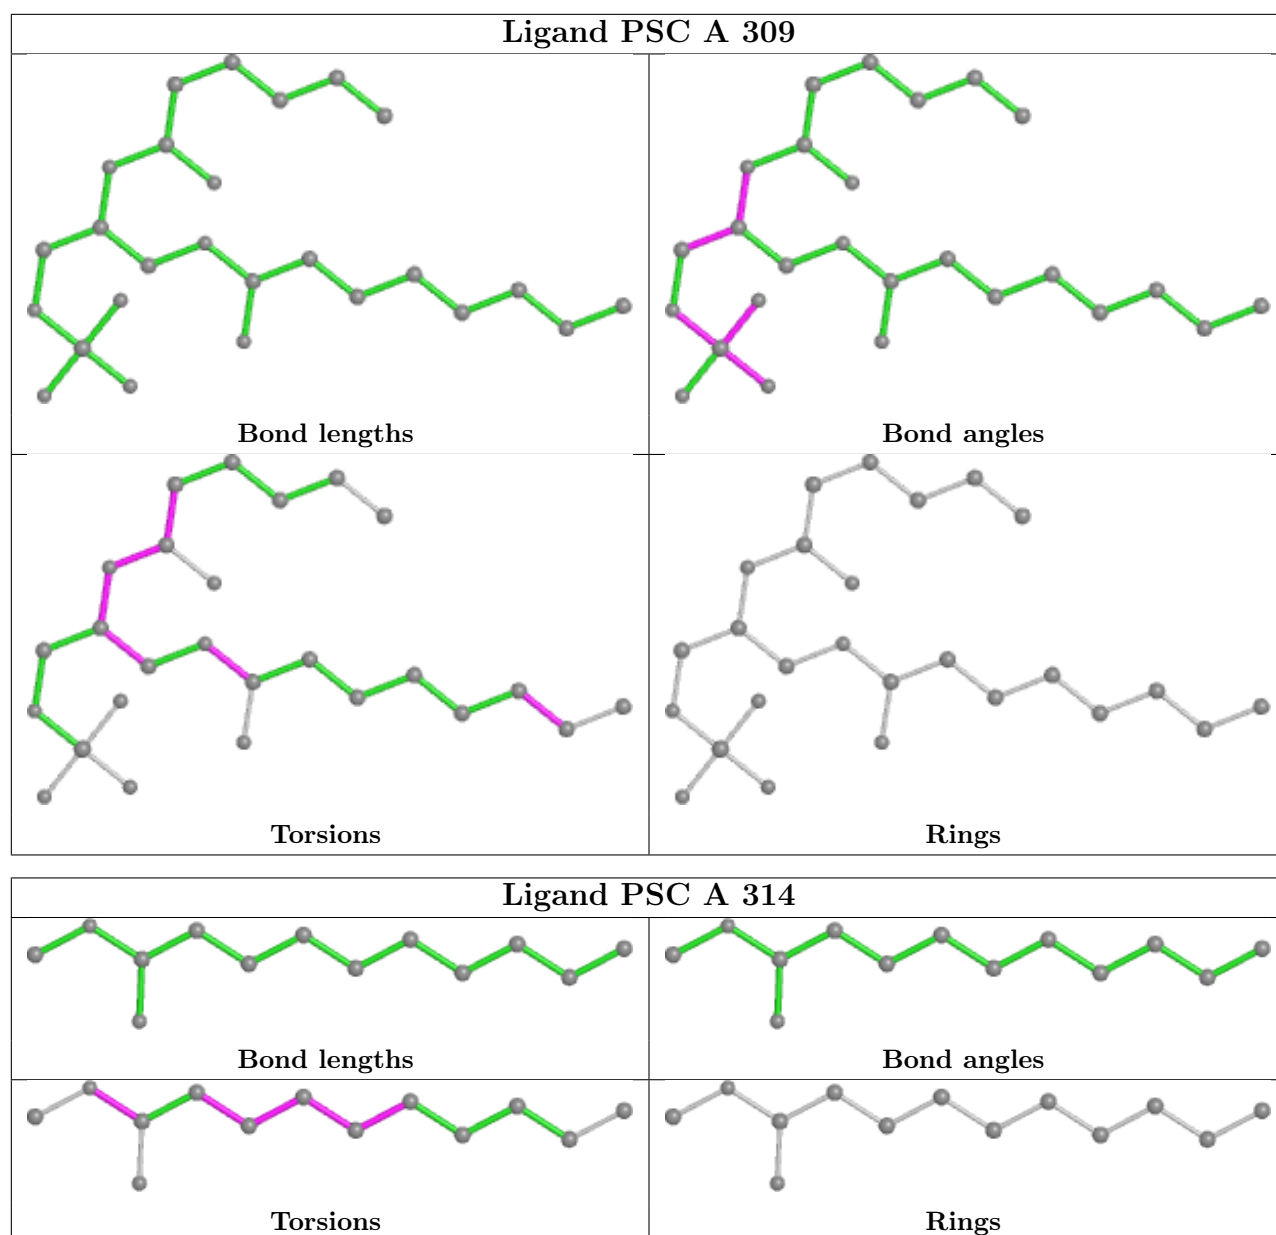 Ligand PSC A 309
Bond lengths
Bond angles
Torsions
Rings
Ligand PSC A 314
Bond lengths
Bond angles
Torsions
Rings